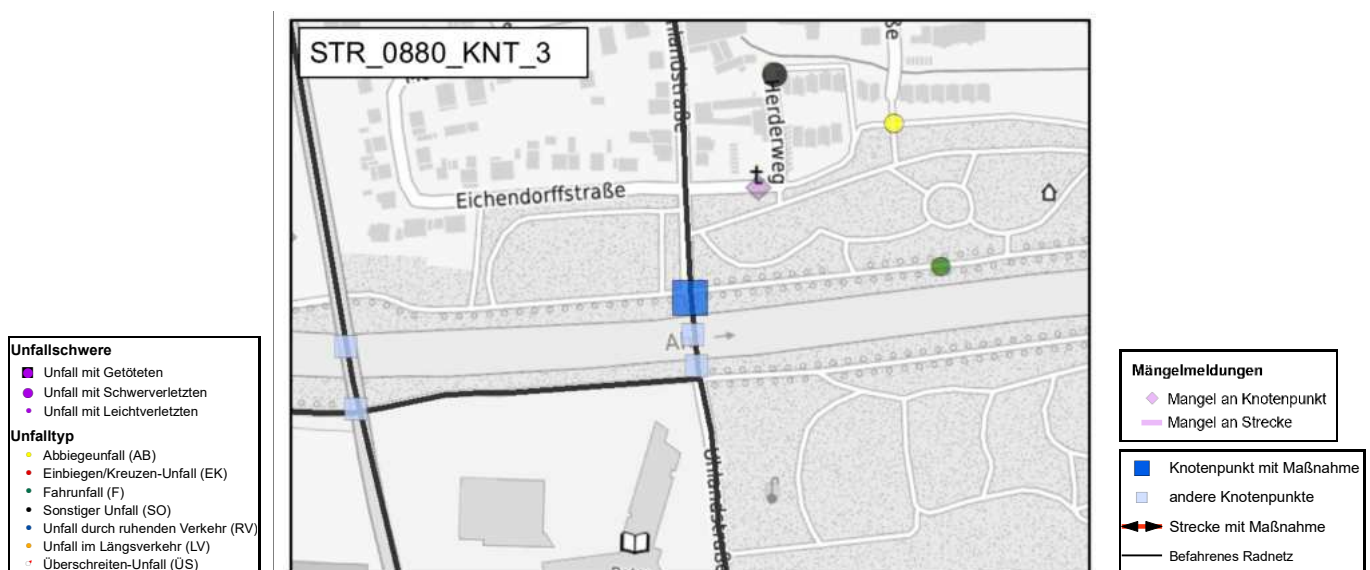 STR_0880_KNT_3
Herderweg
Eichendorffstraße
Uhlandstraße
Unfallschwere
Unfall mit Getöteten
Unfall mit Schwerverletzten
Unfall mit Leichtverletzten
Unfalltyp
Abbiegeunfall (AB)
Einbiegen/Kreuzen-Unfall (EK)
Fahrunfall (F)
Sonstiger Unfall (SO)
Unfall durch ruhenden Verkehr (RV)
Unfall im Längsverkehr (LV)
Überschreiten-Unfall (ÜS)
Mängelmeldungen
Mangel an Knotenpunkt
Mangel an Strecke
Knotenpunkt mit Maßnahme
andere Knotenpunkte
Strecke mit Maßnahme
Befahrenes Radnetz